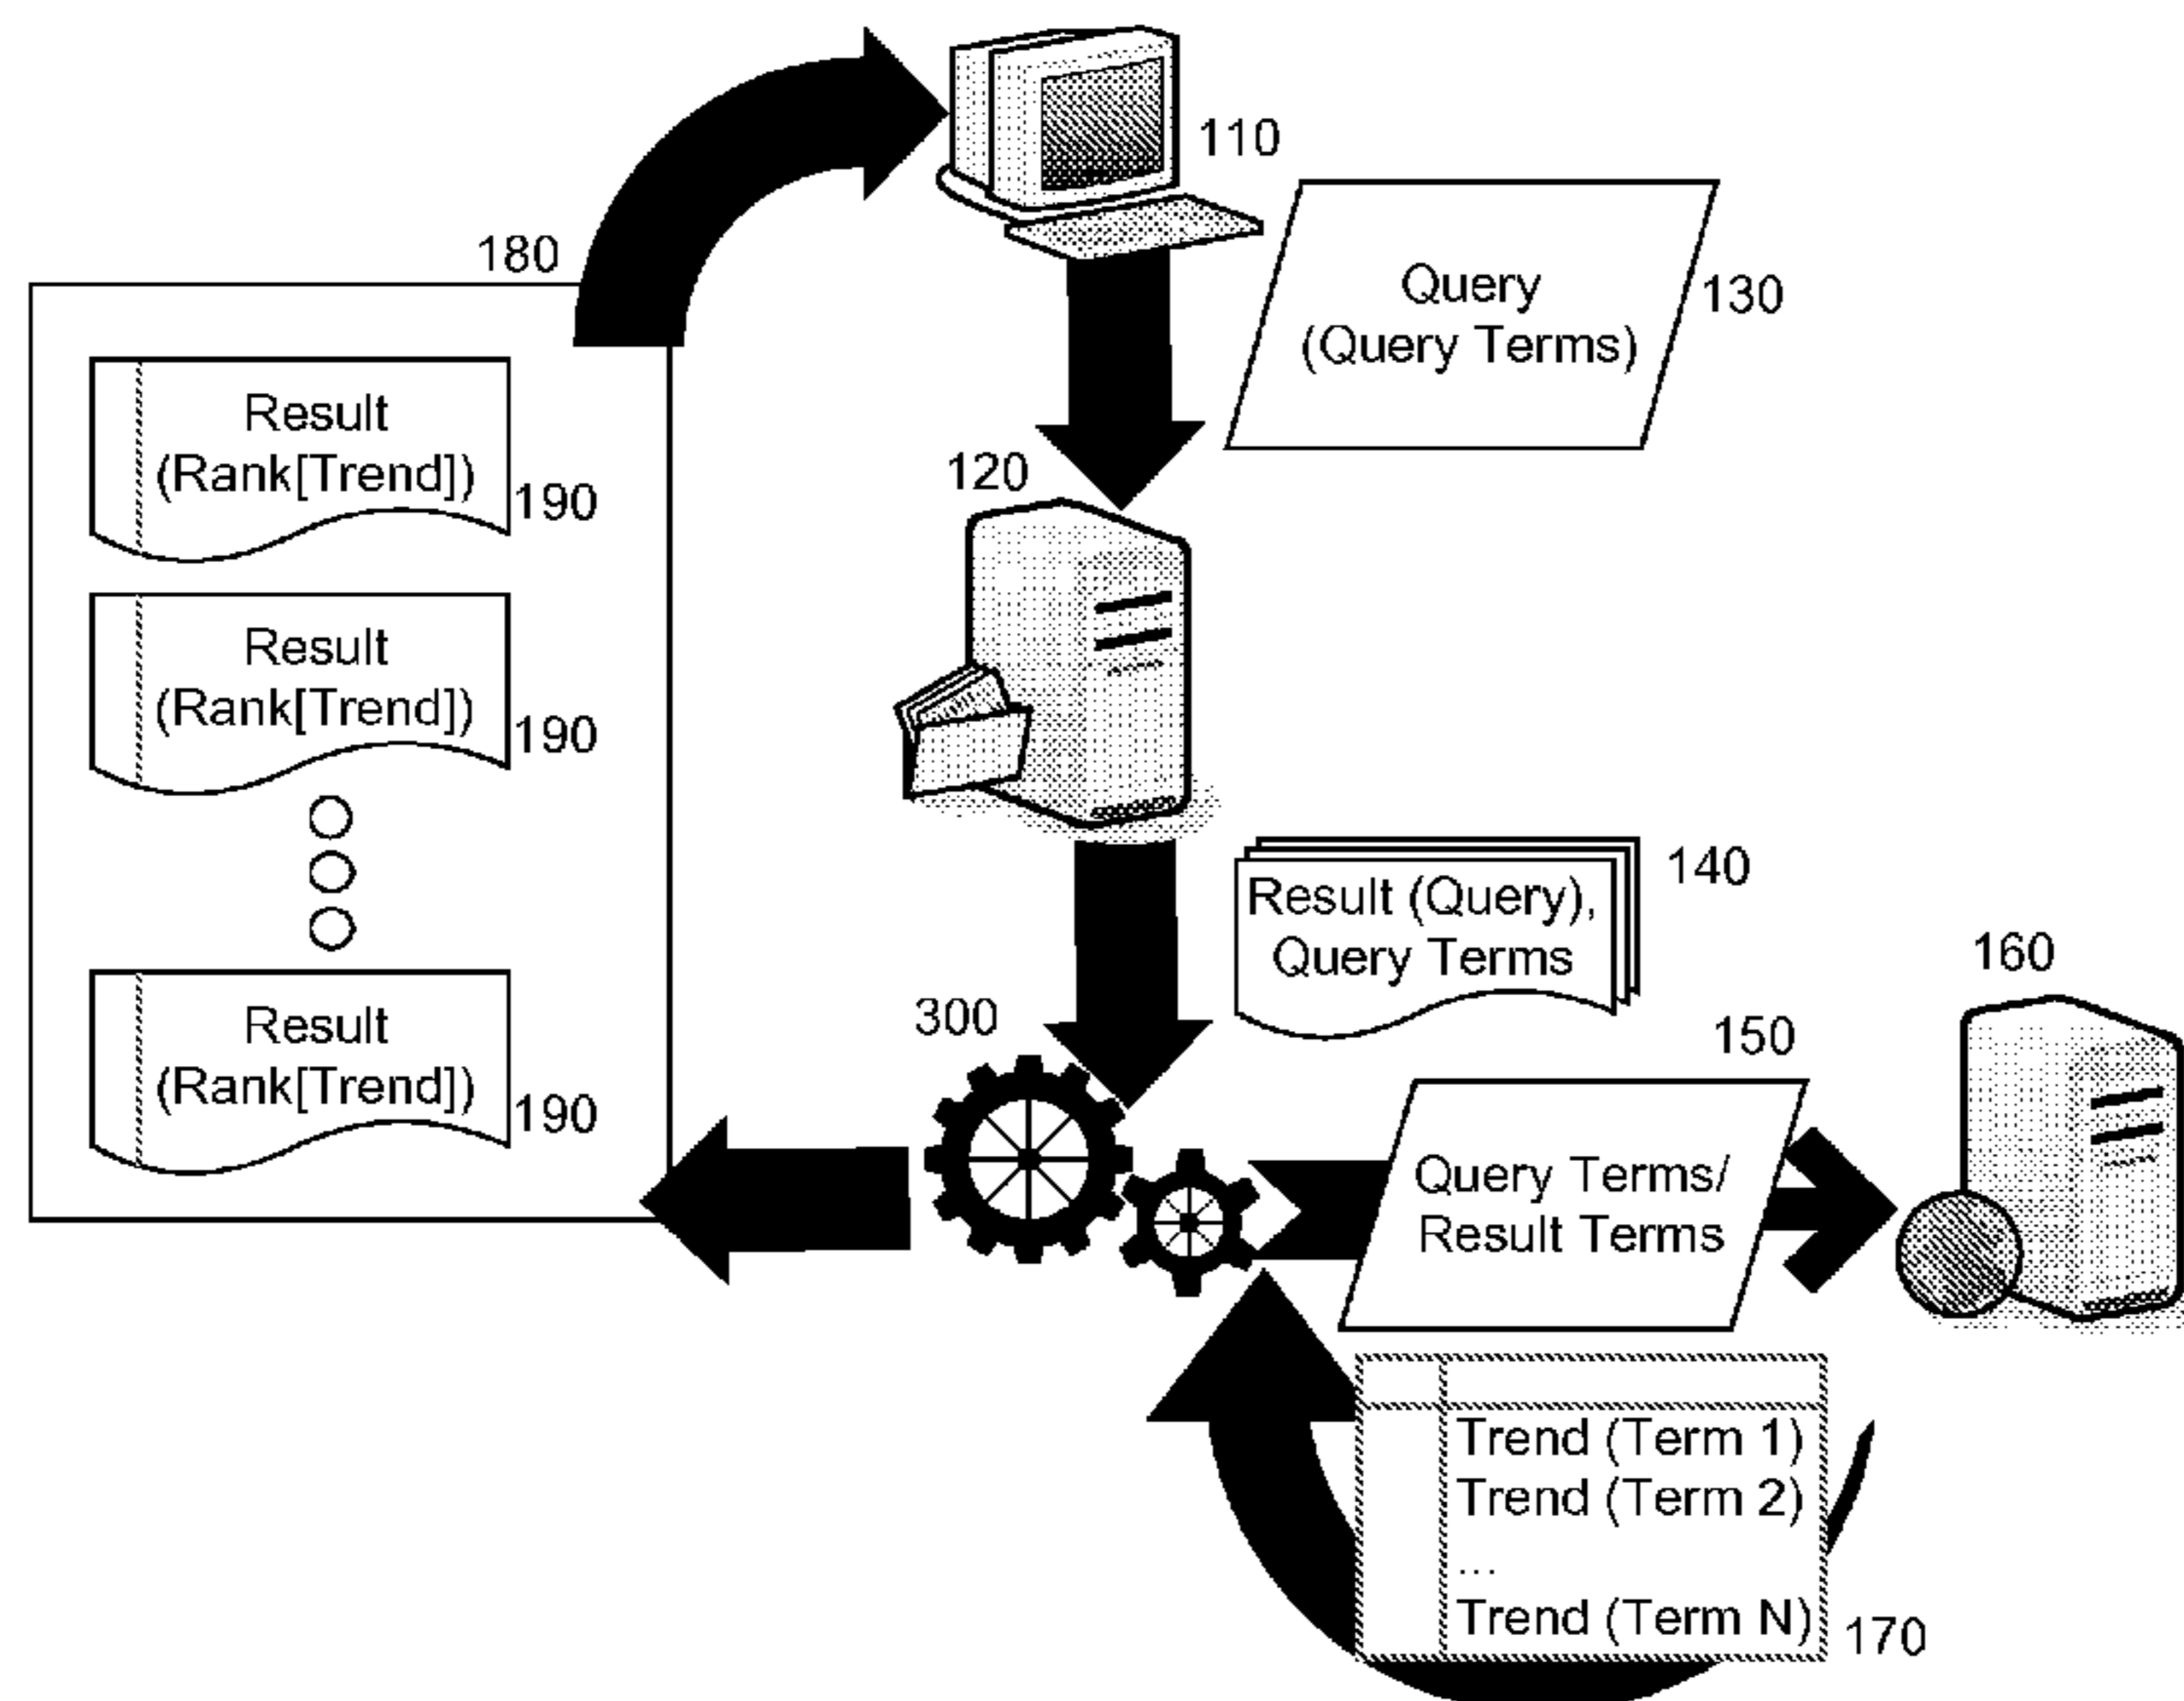 110
180
Query
(Query Terms)
130
Result
(Rank[Trend])
190
120
Result
(Rank[Trend])
190
140
Result (Query),
Query Terms
160
300
150
Result
(Rank[Trend])
190
Query Terms/
Result Terms
Trend (Term 1)
Trend (Term 2)
...
Trend (Term N)
170